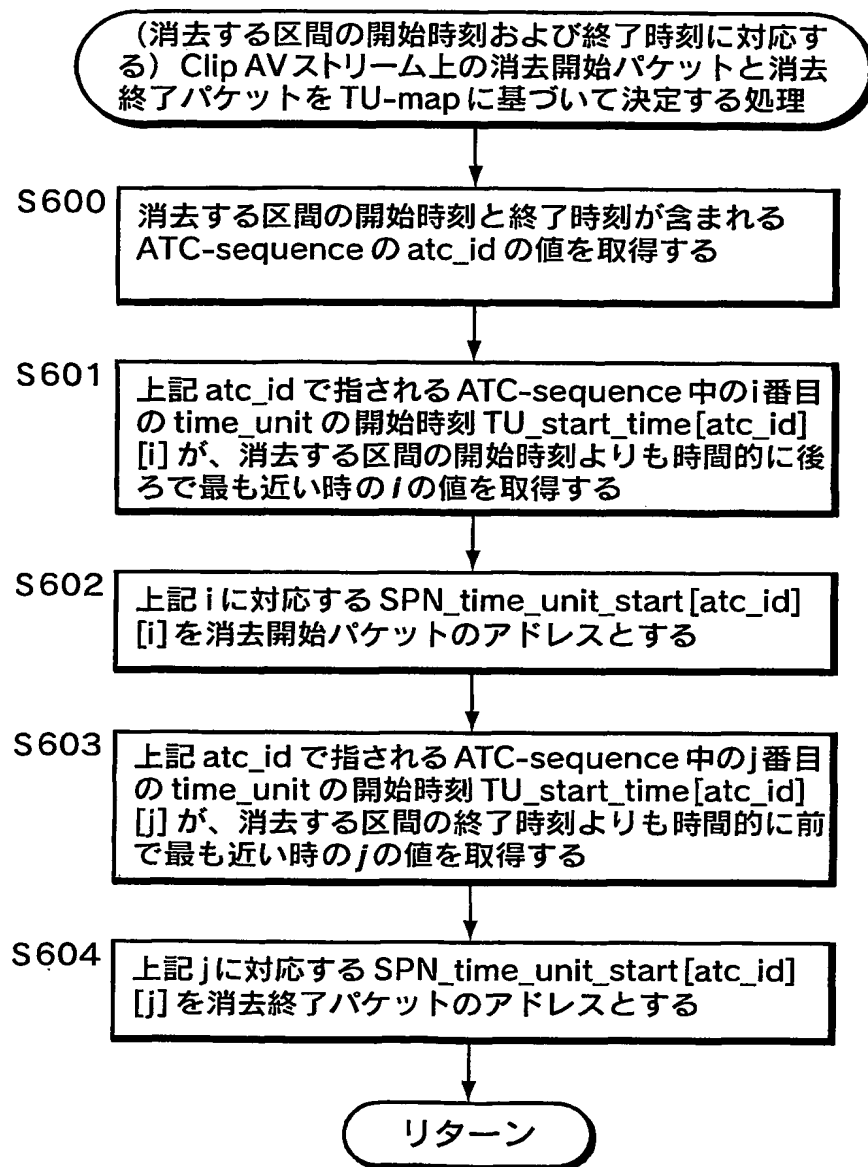 （消去する区間の開始時刻および終了時刻に対応す
る）Clip AVストリーム上の消去開始パケットと消去
終了パケットをTU-mapに基づいて決定する処理
S600
消去する区間の開始時刻と終了時刻が含まれる
ATC-sequenceのatc_idの値を取得する
S601
上記atc_idで指されるATC-sequence中のi番目
のtime_unitの開始時刻TU_start_time[atc_id]
[i]が、消去する区間の開始時刻よりも時間的に後
ろで最も近い時のiの値を取得する
S602
上記iに対応するSPN_time_unit_start[atc_id]
[i]を消去開始パケットのアドレスとする
S603
上記atc_idで指されるATC-sequence中のj番目
のtime_unitの開始時刻TU_start_time[atc_id]
[j]が、消去する区間の終了時刻よりも時間的に前
で最も近い時のjの値を取得する
S604
上記jに対応するSPN_time_unit_start[atc_id]
[j]を消去終了パケットのアドレスとする
リターン